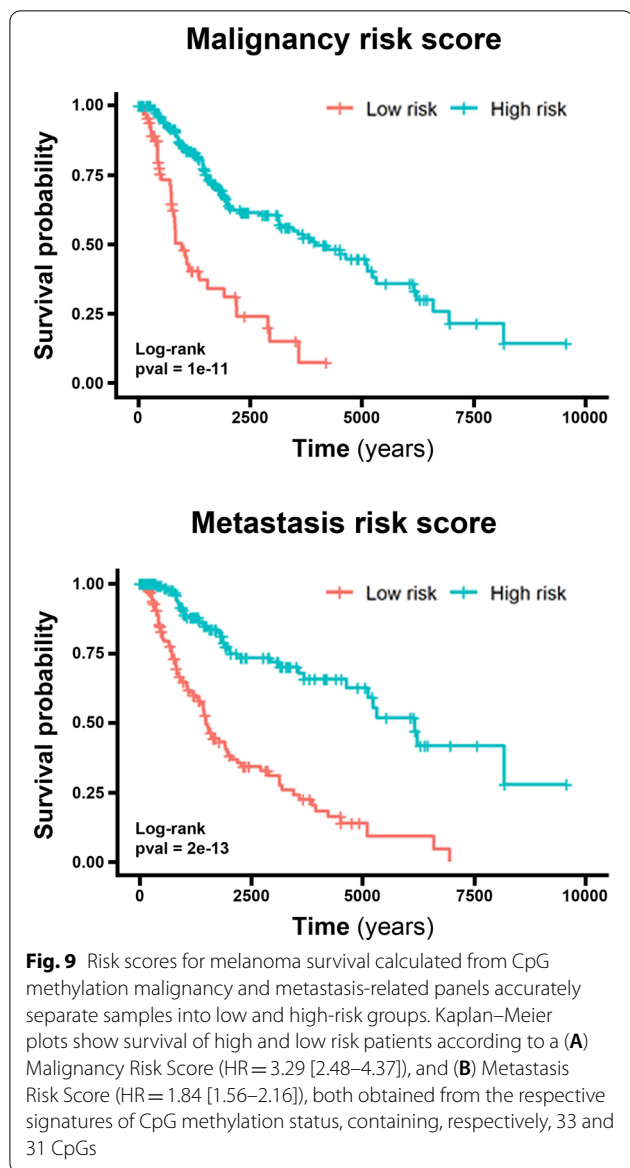 Malignancy risk score
Low risk High risk
1.00
0.75
0.50
0.25
0.00
Survival probability
Log-rank
pval = 1e-11
0 2500 5000 7500 10000
Time (years)
Metastasis risk score
Low risk High risk
1.00
0.75
0.50
0.25
0.00
Survival probability
Log-rank
pval = 2e-13
0 2500 5000 7500 10000
Time (years)
Fig. 9 Risk scores for melanoma survival calculated from CpG
methylation malignancy and metastasis-related panels accurately
separate samples into low and high-risk groups. Kaplan–Meier
plots show survival of high and low risk patients according to a (A)
Malignancy Risk Score (HR = 3.29 [2.48–4.37]), and (B) Metastasis
Risk Score (HR = 1.84 [1.56–2.16]), both obtained from the respective
signatures of CpG methylation status, containing, respectively, 33 and
31 CpGs